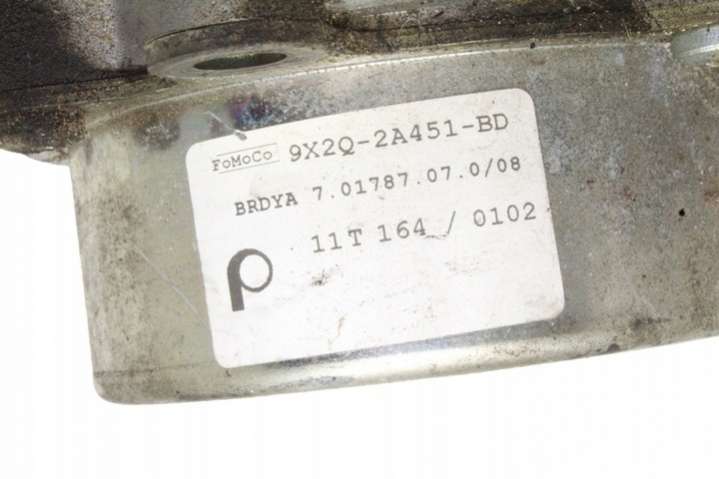 FoMoCo 9X2Q-2A451-BD
BRDYA 7.01787.07.0/08
11T 164 / 0102